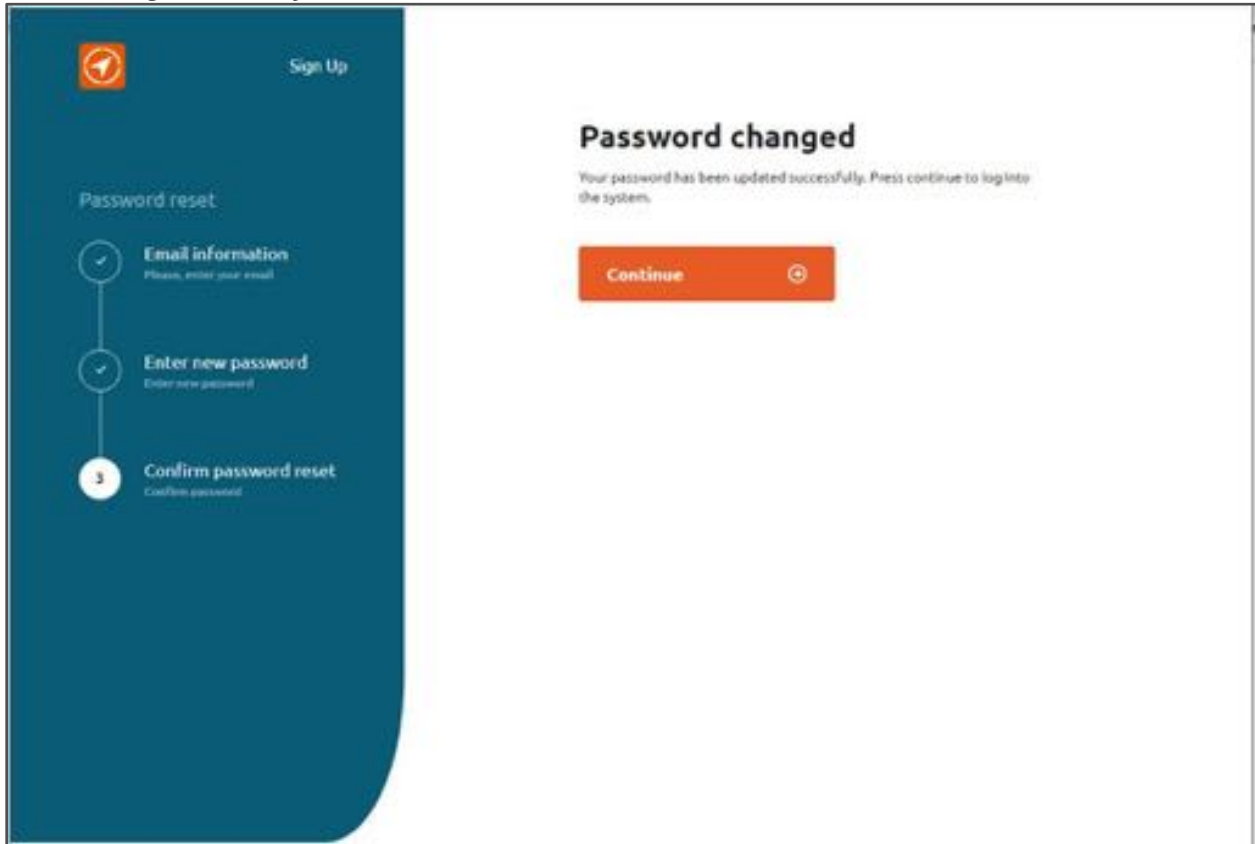 Sign Up
Password reset
Email information
Please, enter your email
Enter new password
Enter new password
3
Confirm password reset
Confirm password
Password changed
Your password has been updated successfully. Press continue to log into
the system.
Continue